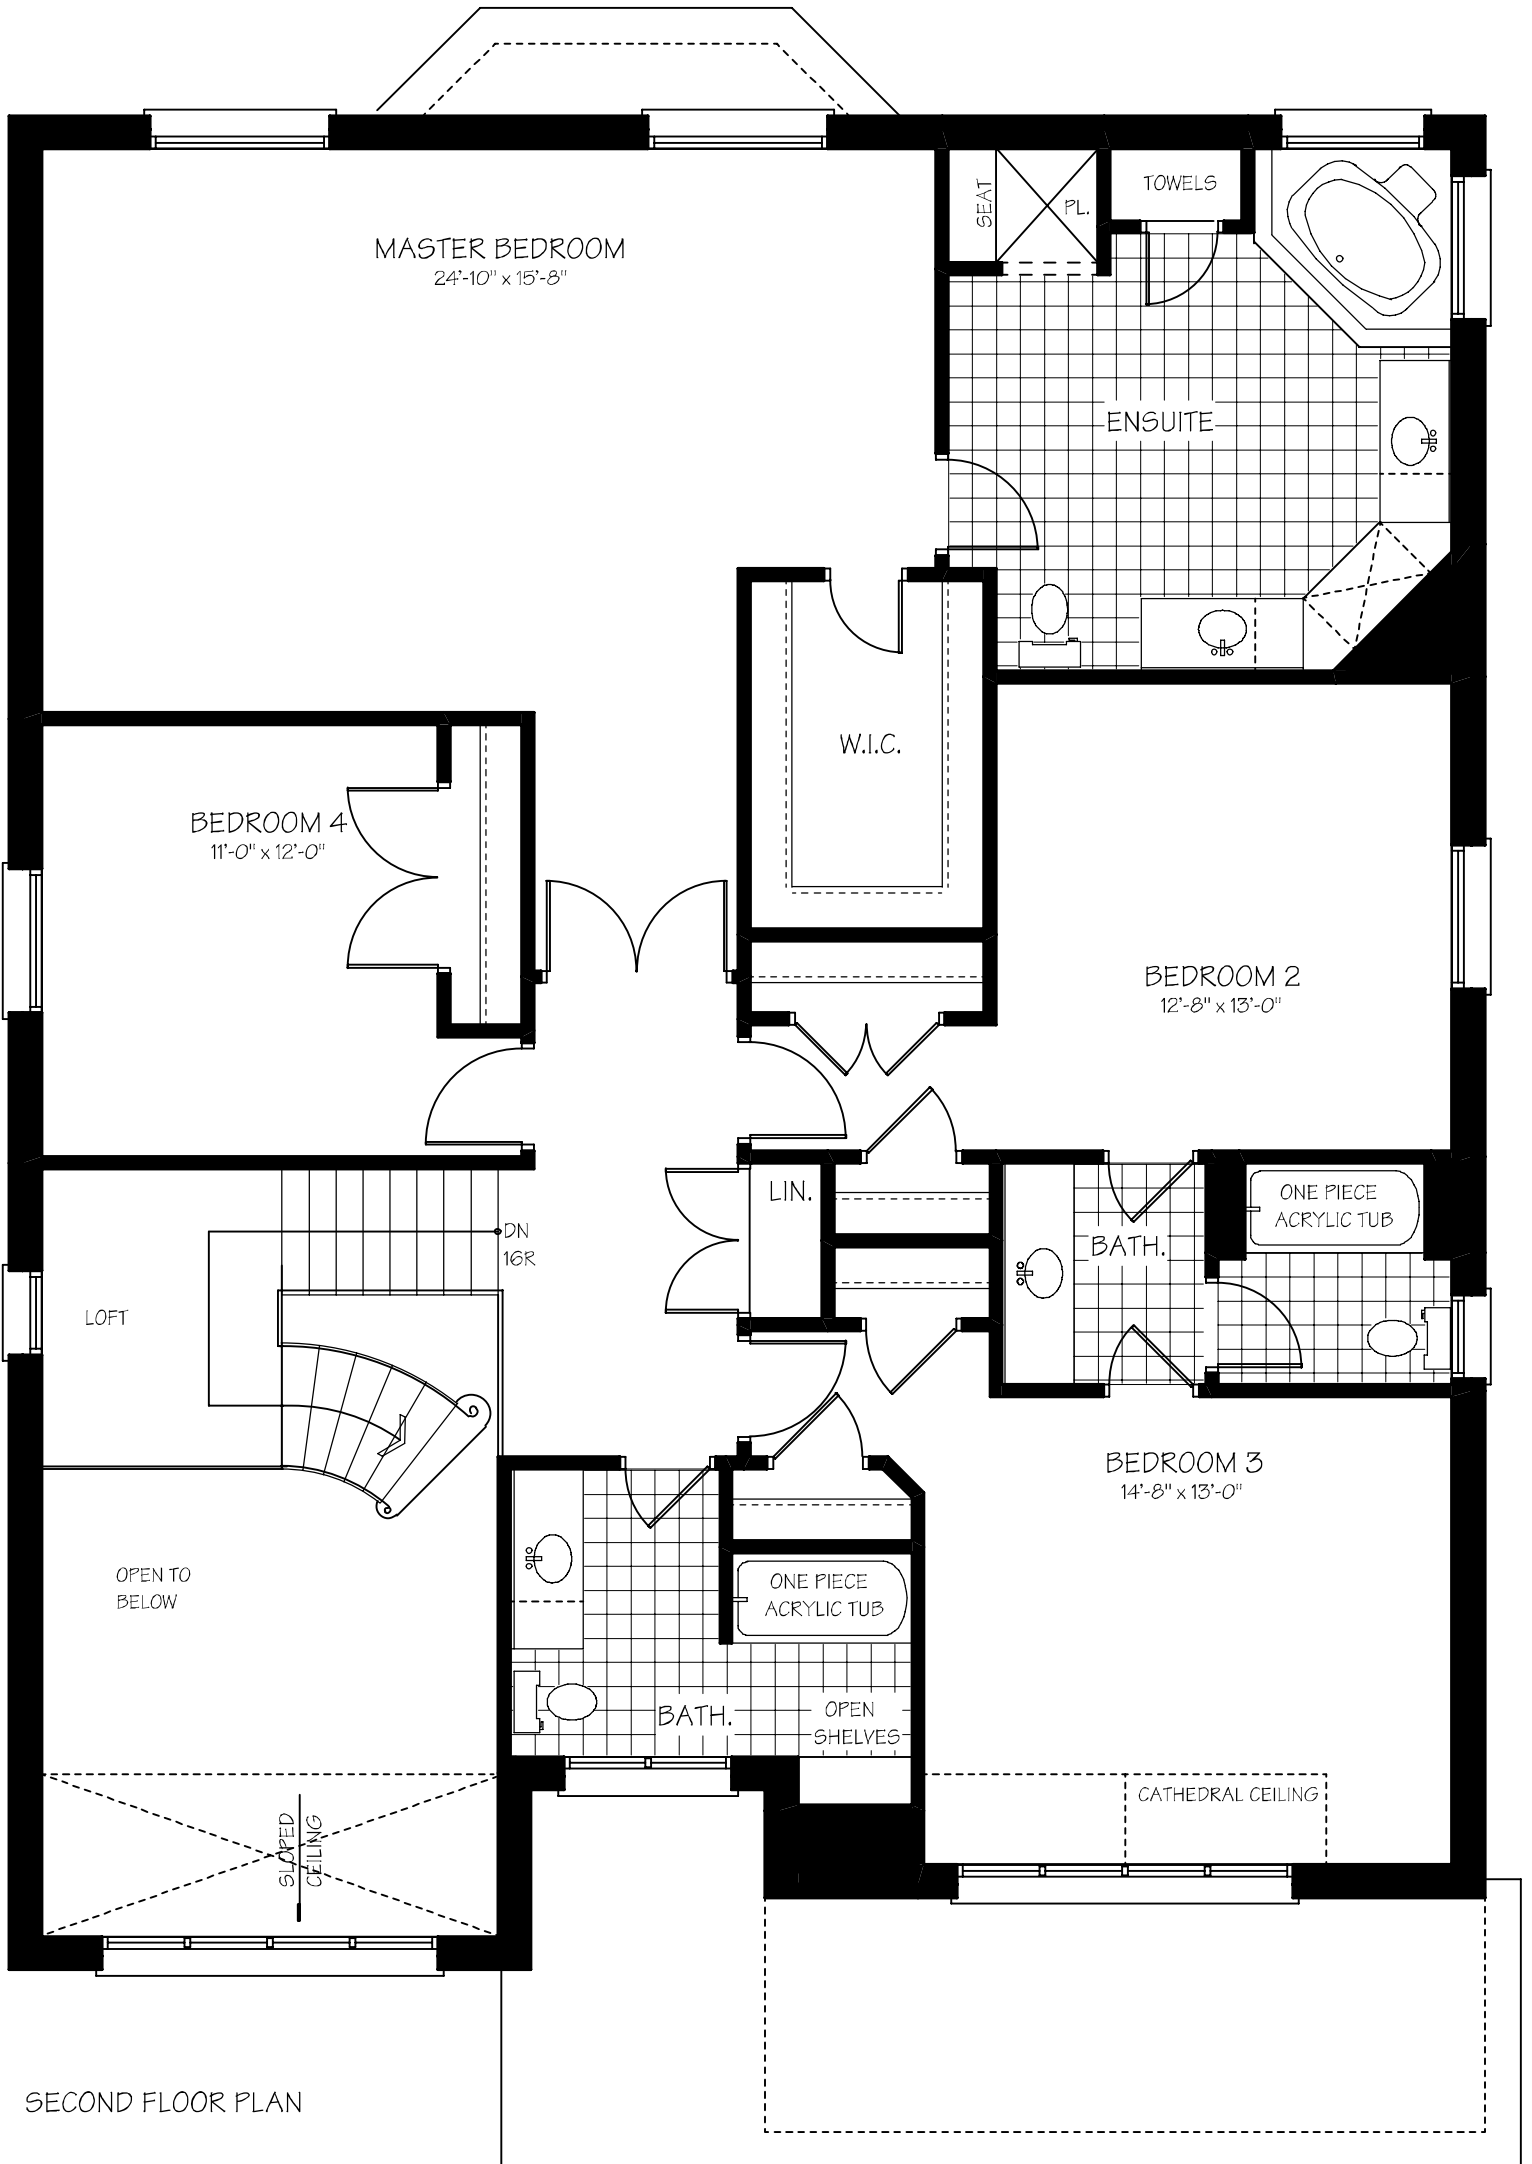 SEAT
PL.
TOWELS
MASTER BEDROOM
24'-10" x 15'-8"
ENSUITE
W.I.C.
BEDROOM 4
11'-0" x 12'-0"
BEDROOM 2
12'-8" x 13'-0"
LIN.
ONE PIECE
ACRYLIC TUB
DN
16R
BATH.
LOFT
BEDROOM 3
14'-8" x 13'-0"
OPEN TO
BELOW
ONE PIECE
ACRYLIC TUB
BATH.
OPEN
SHELVES
CATHEDRAL CEILING
SLOPED
CEILING
SECOND FLOOR PLAN